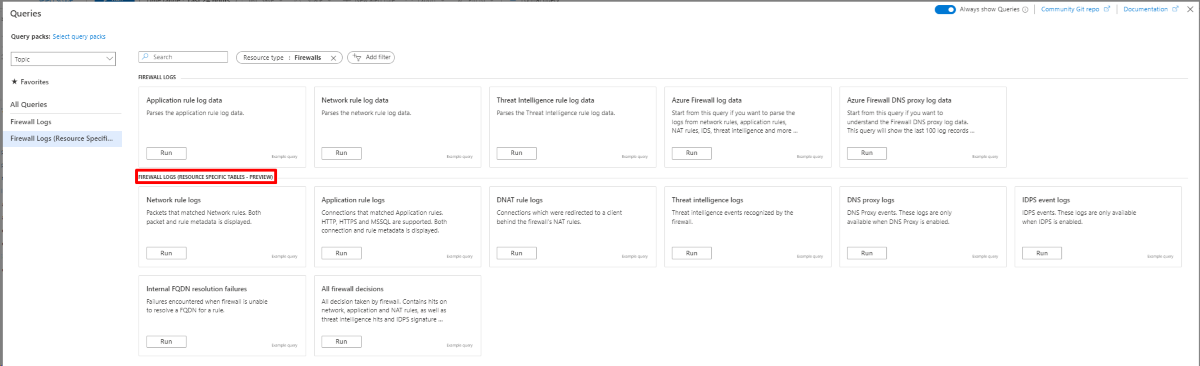 Queries
Always show Queries
Community Git repo
Documentation
Query packs: Select query packs
Topic
Search
Resource type : Firewalls
Add filter
Favorites
All Queries
Firewall Logs
Firewall Logs (Resource Specifi...
FIREWALL LOGS
Application rule log data
Parses the application rule log data.
Run
Example query
Network rule log data
Parses the network rule log data.
Run
Example query
Threat Intelligence rule log data
Parses the Threat Intelligence rule log data.
Run
Example query
Azure Firewall log data
Start from this query if you want to parse the
logs from network rules, application rules,
NAT rules, IDS, threat intelligence and more ...
Run
Example query
Azure Firewall DNS proxy log data
Start from this query if you want to
understand the Firewall DNS proxy log data.
This query will show the last 100 log records ...
Run
Example query
FIREWALL LOGS (RESOURCE SPECIFIC TABLES - PREVIEW)
Network rule logs
Packets that matched Network rules. Both
packet and rule metadata is displayed.
Run
Example query
Application rule logs
Connections that matched Application rules.
HTTP, HTTPS and MSSQL are supported. Both
connection and rule metadata is displayed.
Run
Example query
DNAT rule logs
Connections which were redirected to a client
behind the firewall's NAT rules.
Run
Example query
Threat intelligence logs
Threat intelligence events recognized by the
firewall.
Run
Example query
DNS proxy logs
DNS Proxy events. These logs are only
available when DNS Proxy is enabled.
Run
Example query
IDPS event logs
IDPS events. These logs are only available
when IDPS is enabled.
Run
Example query
Internal FQDN resolution failures
Failures encountered when firewall is unable
to resolve a FQDN for a rule.
Run
Example query
All firewall decisions
All decision taken by firewall. Contains hits on
network, application and NAT rules, as well as
threat intelligence hits and IDPS signature ...
Run
Example query